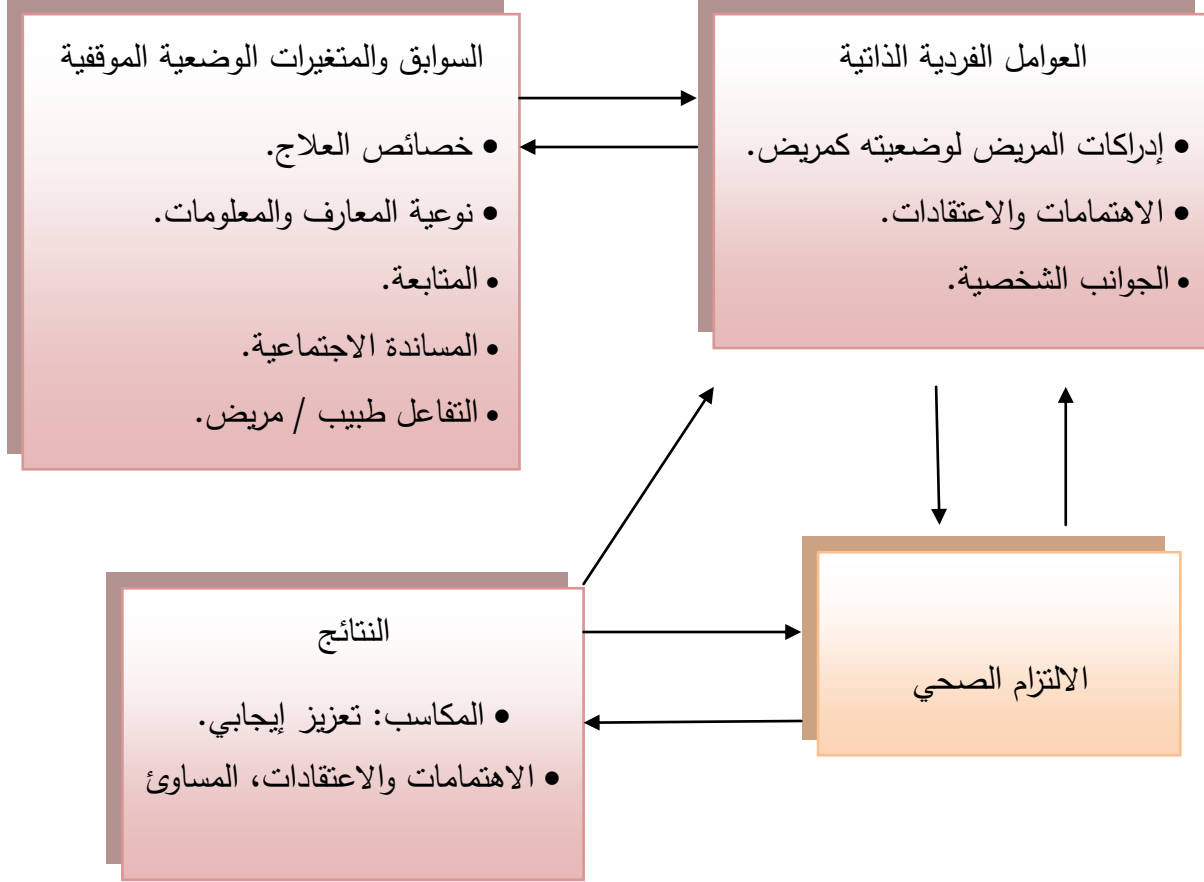 العوامل الفردية الذاتية
• إدراكات المريض لوضعيته كمريض.
• الاهتمامات والاعتقادات.
• الجوانب الشخصية.
السوابق والمتغيرات الوضعية الموقفية
• خصائص العلاج.
• نوعية المعارف والمعلومات.
• المتابعة.
• المساندة الاجتماعية.
• التفاعل طبيب / مريض.
الالتزام الصحي
النتائج
• المكاسب: تعزيز إيجابي.
• الاهتمامات والاعتقادات، المساوئ